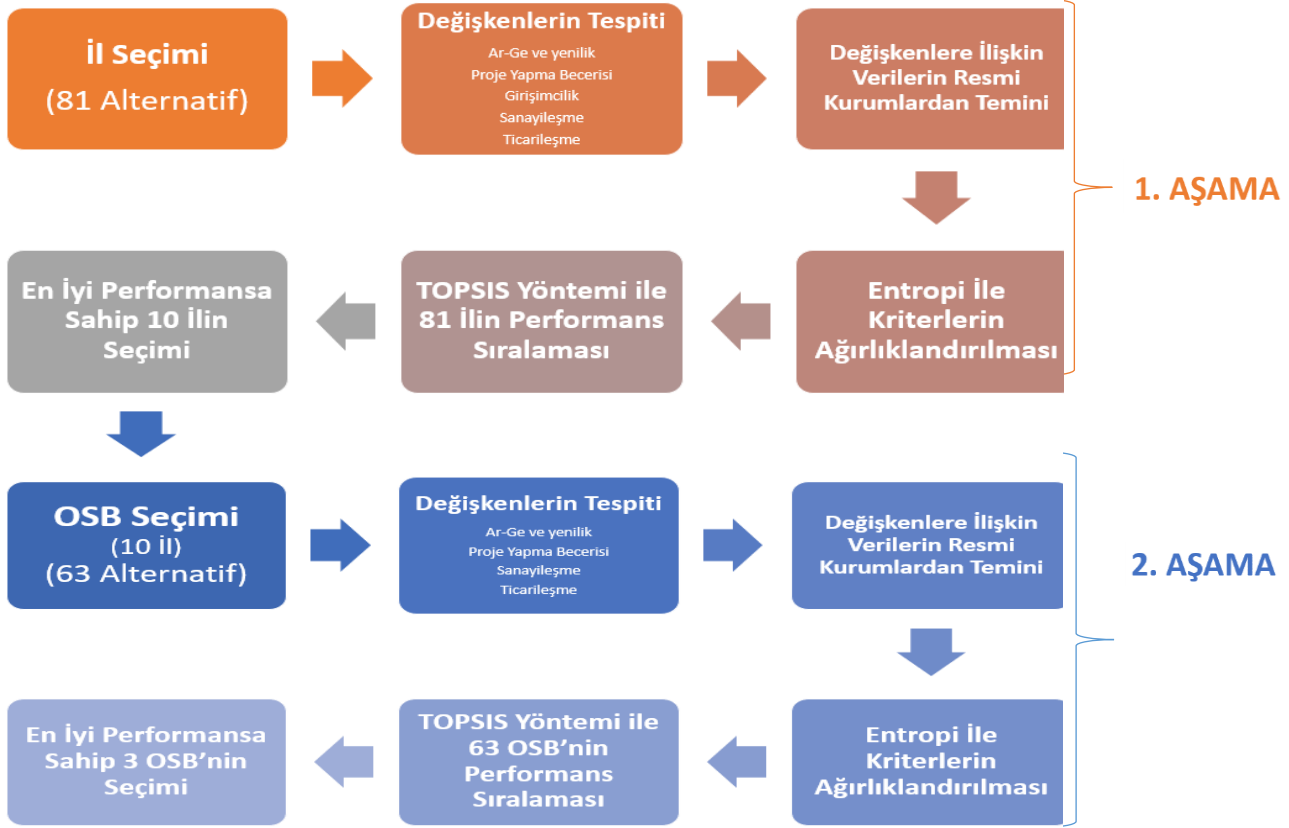 İl Seçimi
(81 Alternatif)
Değişkenlerin Tespiti
Ar-Ge ve yenilik
Proje Yapma Becerisi
Girişimcilik
Sanayileşme
Ticarileşme
Değişkenlere İlişkin
Verilerin Resmi
Kurumlardan Temini
1. AŞAMA
Entropi İle
Kriterlerin
Ağırlıklandırılması
TOPSIS Yöntemi ile
81 İlin Performans
Sıralaması
En İyi Performansa
Sahip 10 İlin
Seçimi
OSB Seçimi
(10 İl)
(63 Alternatif)
Değişkenlerin Tespiti
Ar-Ge ve yenilik
Proje Yapma Becerisi
Sanayileşme
Ticarileşme
Değişkenlere İlişkin
Verilerin Resmi
Kurumlardan Temini
2. AŞAMA
Entropi İle
Kriterlerin
Ağırlıklandırılması
TOPSIS Yöntemi ile
63 OSB’nin
Performans
Sıralaması
En İyi Performansa
Sahip 3 OSB’nin
Seçimi